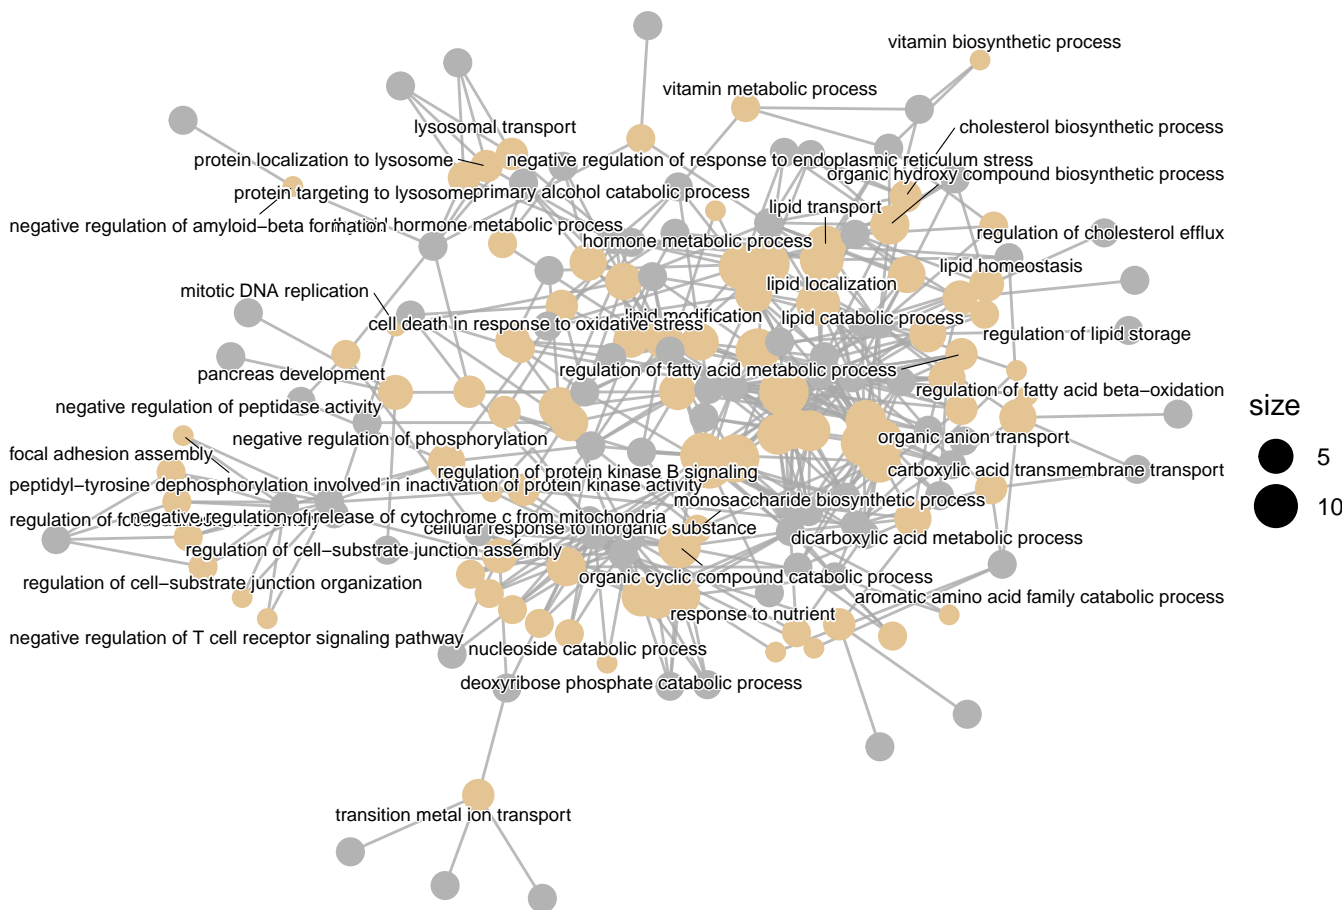 vitamin biosynthetic process
vitamin metabolic process
lysosomal transport
cholesterol biosynthetic process
protein localization to lysosome
negative regulation of response to endoplasmic reticulum stress
organic hydroxy compound biosynthetic process
protein targeting to lysosome
primary alcohol catabolic process
lipid transport
negative regulation of amyloid−beta formation
hormone metabolic process
regulation of cholesterol efflux
hormone metabolic process
lipid homeostasis
lipid localization
mitotic DNA replication
lipid modification
lipid catabolic process
cell death in response to oxidative stress
regulation of lipid storage
pancreas development
regulation of fatty acid metabolic process
regulation of fatty acid beta−oxidation
size
negative regulation of peptidase activity
negative regulation of phosphorylation
organic anion transport
focal adhesion assembly
5
regulation of protein kinase B signaling
carboxylic acid transmembrane transport
peptidyl−tyrosine dephosphorylation involved in inactivation of protein kinase activity
monosaccharide biosynthetic process
10
regulation of
negative regulation of release of cytochrome c from mitochondria
cellular response to inorganic substance
dicarboxylic acid metabolic process
regulation of cell−substrate junction assembly
organic cyclic compound catabolic process
regulation of cell−substrate junction organization
aromatic amino acid family catabolic process
response to nutrient
negative regulation of T cell receptor signaling pathway
nucleoside catabolic process
deoxyribose phosphate catabolic process
transition metal ion transport